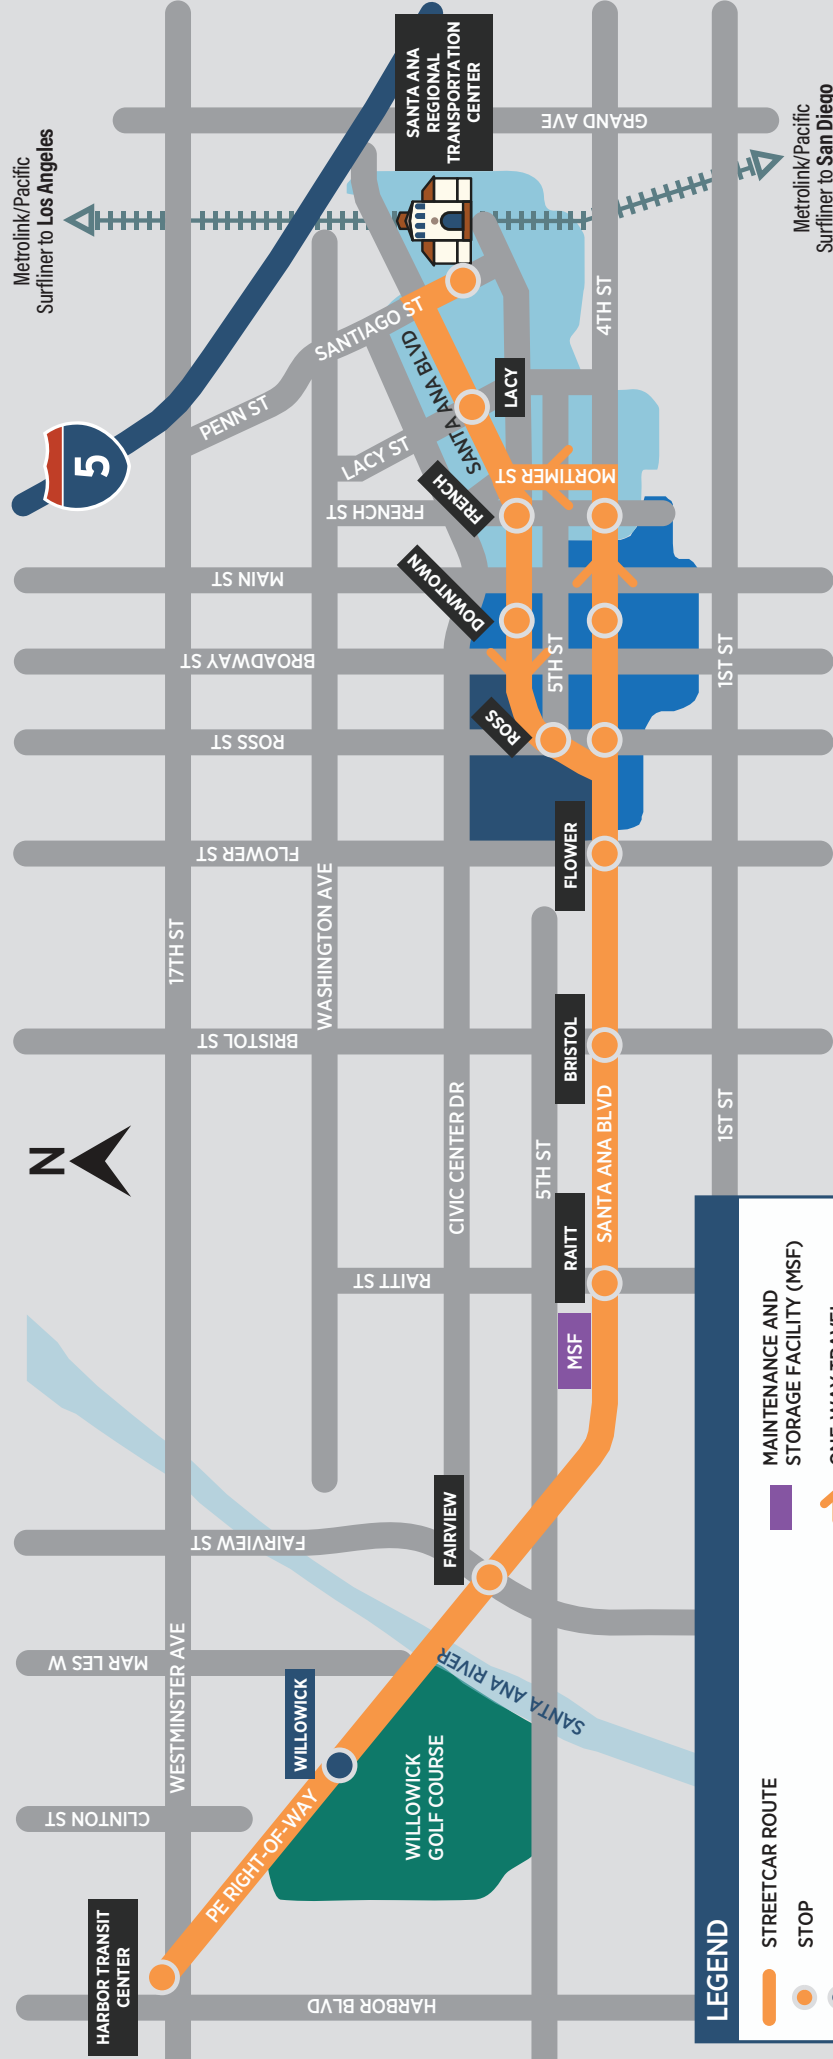 Metrolink/Pacific
Surfliner to Los Angeles
SANTA ANA
REGIONAL
TRANSPORTATION
CENTER
GRAND AVE
Metrolink/Pacific
Surfliner to San Diego
5
PENN ST
SANTIAGO ST
SANTA ANA BLVD
SANTA ANA BLVD
LACY ST
LACY
4TH ST
FRENCH ST
FRENCH
MORTIMER ST
MAIN ST
DOWNTOWN
BROADWAY ST
5TH ST
1ST ST
ROSS ST
ROSS
FLOWER ST
FLOWER
17TH ST
WASHINGTON AVE
BRISTOL ST
BRISTOL
N
CIVIC CENTER DR
5TH ST
SANTA ANA BLVD
1ST ST
RAITT ST
RAITT
MSF
FAIRVIEW ST
FAIRVIEW
MAR LES W
WESTMINSTER AVE
WILLOWICK
SANTA ANA RIVER
CLINTON ST
PE RIGHT-OF-WAY
WILLOWICK
GOLF COURSE
HARBOR TRANSIT
CENTER
HARBOR BLVD
LEGEND
STREETCAR ROUTE
STOP
MAINTENANCE AND
STORAGE FACILITY (MSF)